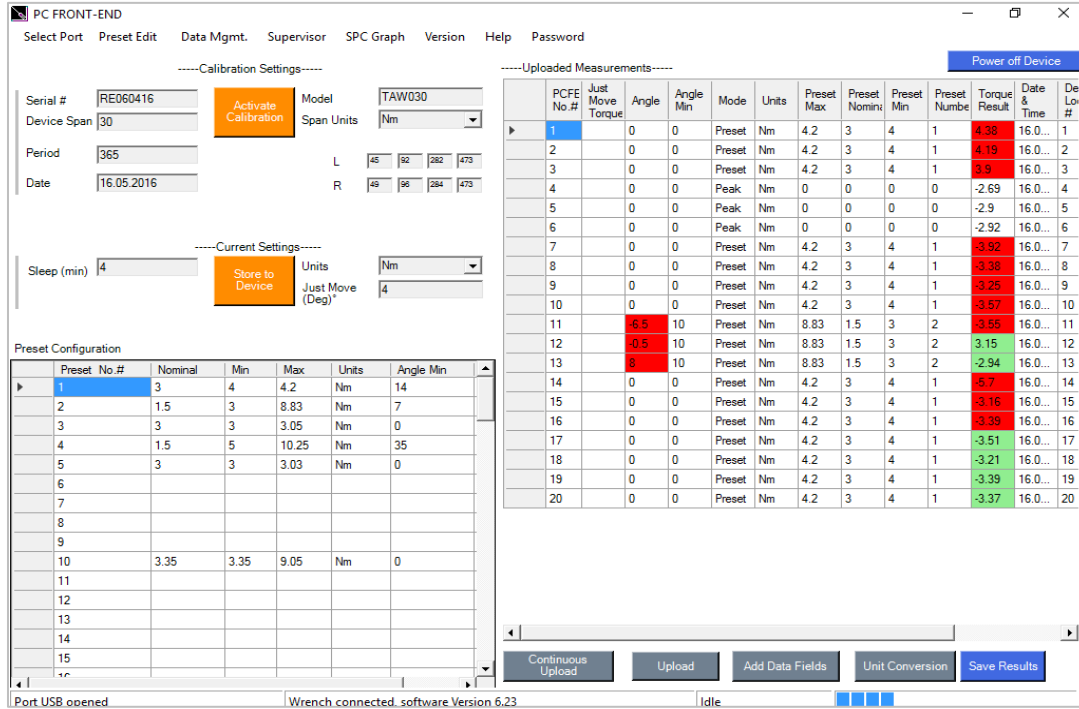 PC FRONT-END
Select Port Preset Edit Data Mgmt. Supervisor SPC Graph Version Help Password
-----Calibration Settings-----
Serial # RE060416 Activate Calibration Model TAW030
Device Span 30 Span Units Nm
Period 365 L 45 92 282 473
Date 16.05.2016 R 49 96 284 473
-----Current Settings-----
Sleep (min) 4 Store to Device Units Nm
Just Move (Deg)° 4
Preset Configuration
Preset No.# Nominal Min Max Units Angle Min
1 3 4 4.2 Nm 14
2 1.5 3 8.83 Nm 7
3 3 3 3.05 Nm 0
4 1.5 5 10.25 Nm 35
5 3 3 3.03 Nm 0
6
7
8
9
10 3.35 3.35 9.05 Nm 0
11
12
13
14
15
-----Uploaded Measurements-----
Power off Device
PCFE No.# Just Move Torque Angle Angle Min Mode Units Preset Max Preset Nomina Preset Min Preset Numbe Torque Result Date & Time De Lo #
1 0 0 Preset Nm 4.2 3 4 1 4.38 16.0... 1
2 0 0 Preset Nm 4.2 3 4 1 4.19 16.0... 2
3 0 0 Preset Nm 4.2 3 4 1 3.9 16.0... 3
4 0 0 Peak Nm 0 0 0 0 -2.69 16.0... 4
5 0 0 Peak Nm 0 0 0 0 -2.9 16.0... 5
6 0 0 Peak Nm 0 0 0 0 -2.92 16.0... 6
7 0 0 Preset Nm 4.2 3 4 1 -3.92 16.0... 7
8 0 0 Preset Nm 4.2 3 4 1 -3.38 16.0... 8
9 0 0 Preset Nm 4.2 3 4 1 -3.25 16.0... 9
10 0 0 Preset Nm 4.2 3 4 1 -3.57 16.0... 10
11 -6.5 10 Preset Nm 8.83 1.5 3 2 -3.55 16.0... 11
12 -0.5 10 Preset Nm 8.83 1.5 3 2 3.15 16.0... 12
13 8 10 Preset Nm 8.83 1.5 3 2 -2.94 16.0... 13
14 0 0 Preset Nm 4.2 3 4 1 -5.7 16.0... 14
15 0 0 Preset Nm 4.2 3 4 1 -3.16 16.0... 15
16 0 0 Preset Nm 4.2 3 4 1 -3.39 16.0... 16
17 0 0 Preset Nm 4.2 3 4 1 -3.51 16.0... 17
18 0 0 Preset Nm 4.2 3 4 1 -3.21 16.0... 18
19 0 0 Preset Nm 4.2 3 4 1 -3.39 16.0... 19
20 0 0 Preset Nm 4.2 3 4 1 -3.37 16.0... 20
Continuous Upload Upload Add Data Fields Unit Conversion Save Results
Port USB opened Wrench connected, software Version 6.23 Idle